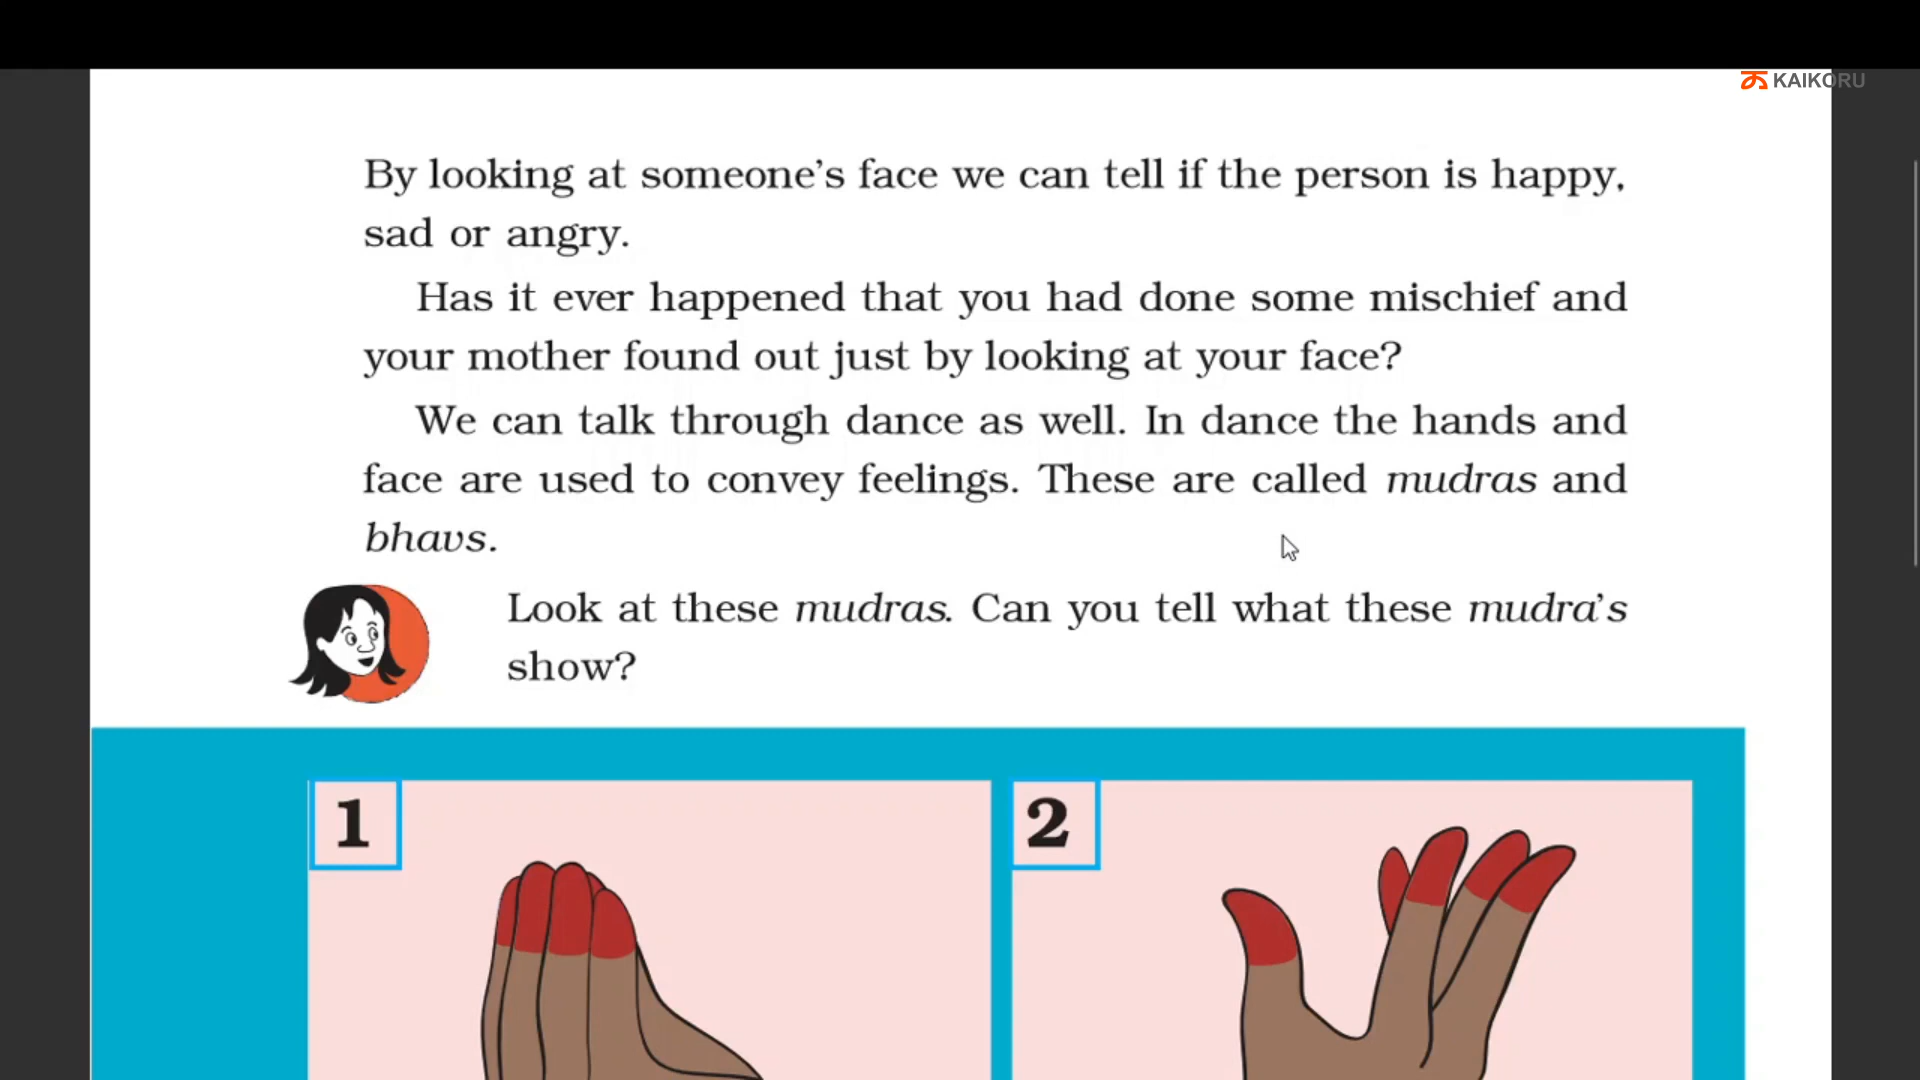 KAIKORU
By looking at someone’s face we can tell if the person is happy,
sad or angry.
Has it ever happened that you had done some mischief and
your mother found out just by looking at your face?
We can talk through dance as well. In dance the hands and
face are used to convey feelings. These are called mudras and
bhavs.
Look at these mudras. Can you tell what these mudra’s
show?
1
2